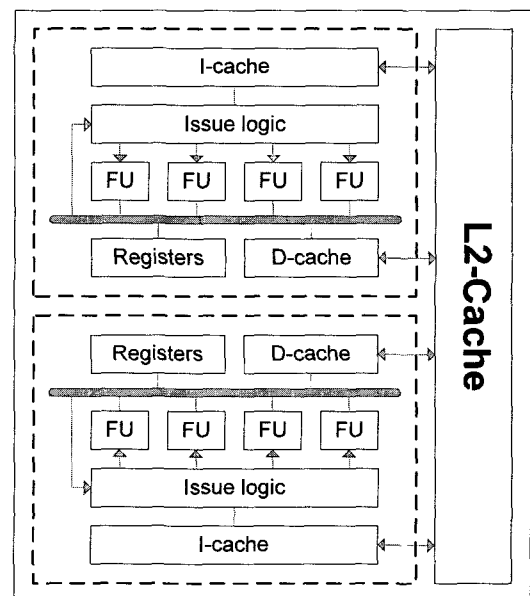 I-cache
Issue logic
FU FU FU FU
Registers D-cache
L2-Cache
Registers D-cache
FU FU FU FU
Issue logic
I-cache